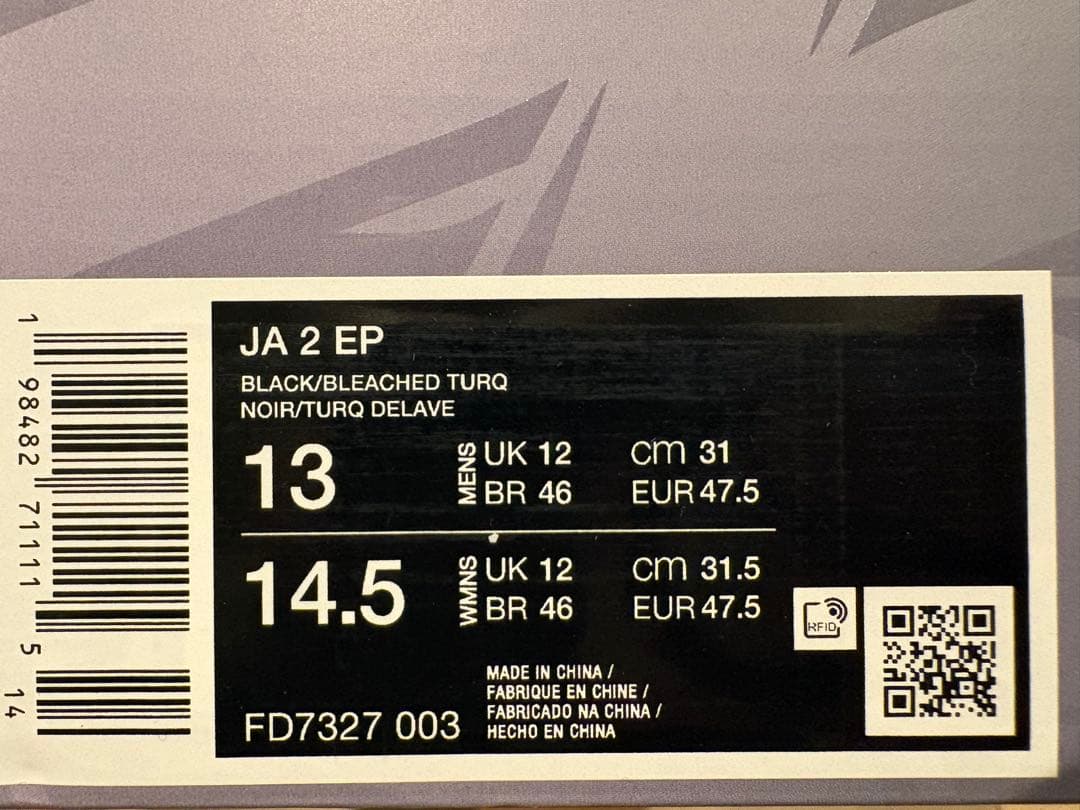 JA 2 EP
BLACK/BLEACHED TURQ
NOIR/TURQ DELAVE
13 MENS UK 12 cm 31
BR 46 EUR 47.5
14.5 WMNS UK 12 cm 31.5
BR 46 EUR 47.5
RFID
FD7327 003
MADE IN CHINA /
FABRIQUE EN CHINE /
FABRICADO NA CHINA /
HECHO EN CHINA
1 98482 71111 5 14